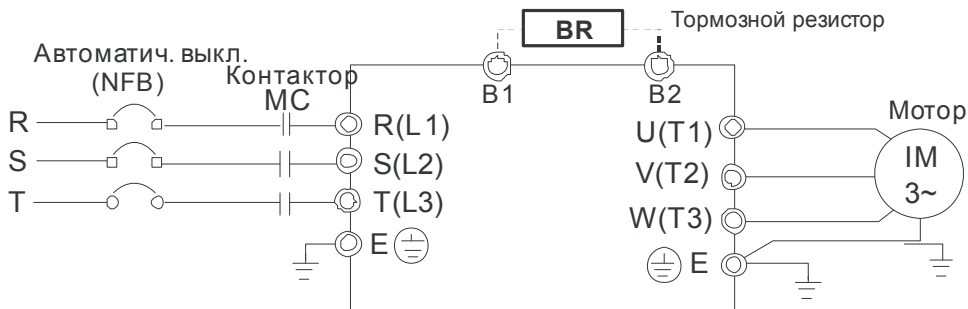 BR
Тормозной резистор
Автоматич. выкл.
(NFB)
Контактор
MC
B1
B2
Мотор
R
R(L1)
U(T1)
S
S(L2)
V(T2)
IM
3~
T
T(L3)
W(T3)
E
E